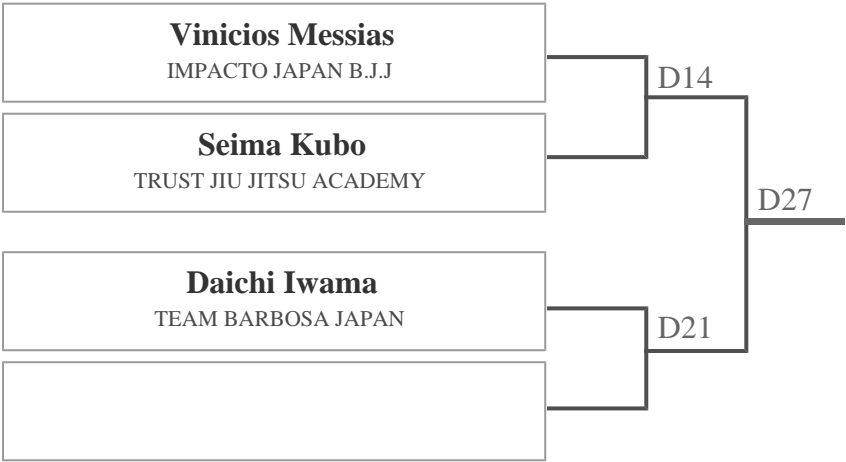 Vinicios Messias
IMPACTO JAPAN B.J.J
D14
Seima Kubo
TRUST JIU JITSU ACADEMY
D27
Daichi Iwama
TEAM BARBOSA JAPAN
D21